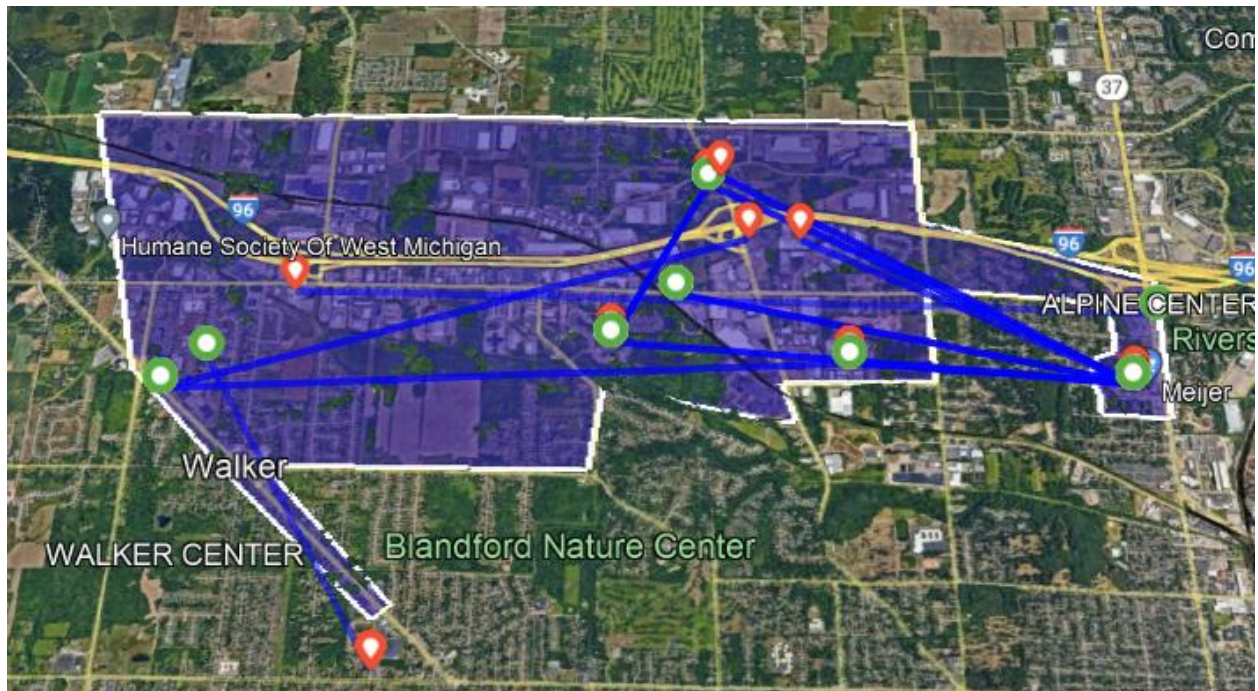 Com
37
96
Humane Society Of West Michigan
96
96
ALPINE CENTER
Rivers
Meijer
Walker
WALKER CENTER
Blandford Nature Center